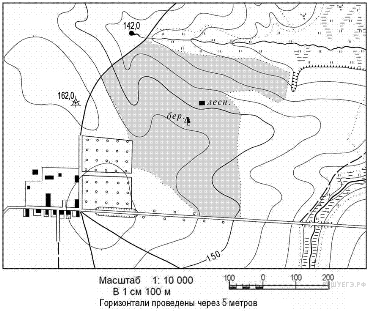 142,0
162,0
лесн.
бер.
150
Масштаб 1: 10 000
В 1 см 100 м
100 0 100 200
Горизонтали проведены через 5 метров